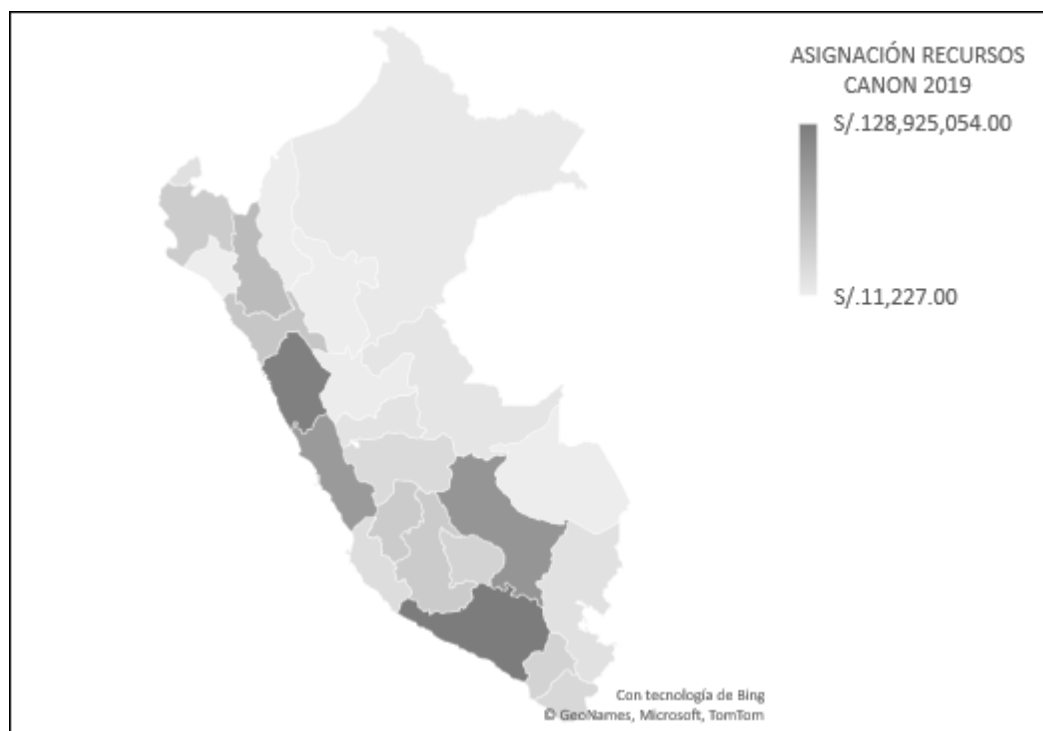 ASIGNACIÓN RECURSOS
CANON 2019
S/.128,925,054.00
S/.11,227.00
Con tecnología de Bing
© GeoNames, Microsoft, TomTom